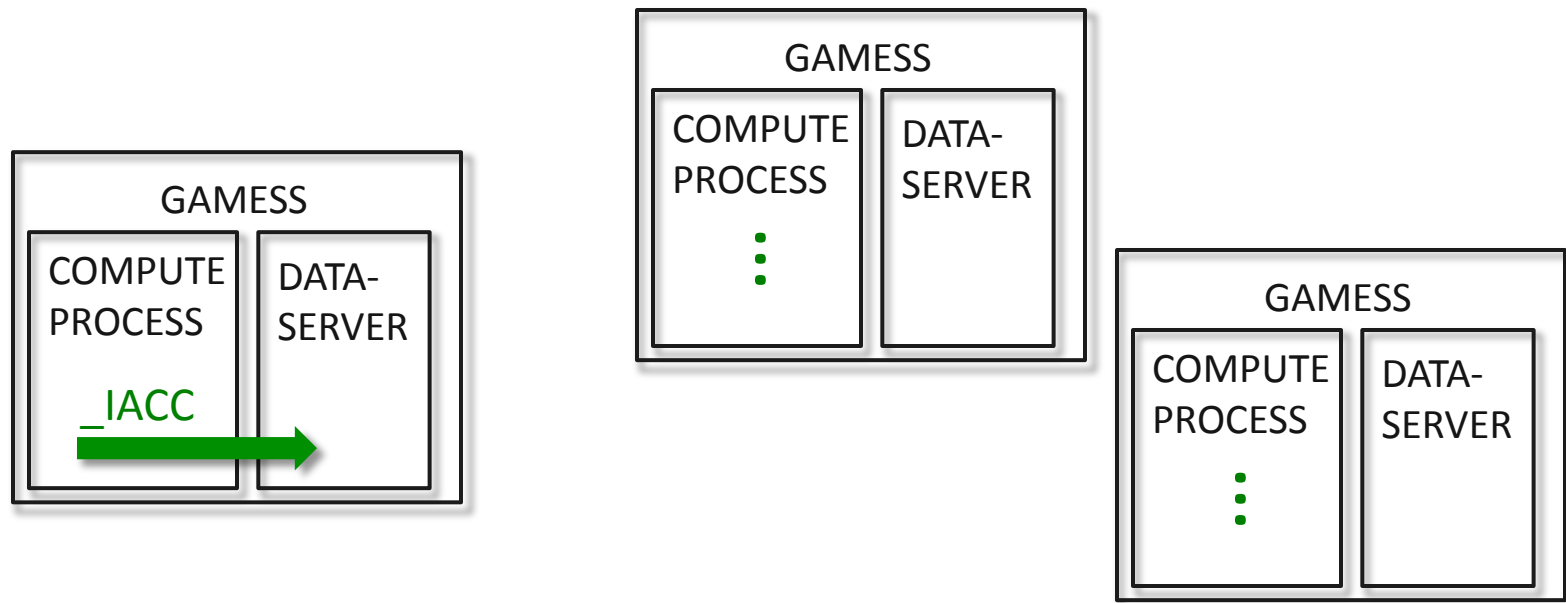 GAMESS
COMPUTE
PROCESS
_IACC
DATA-
SERVER
GAMESS
COMPUTE
PROCESS
DATA-
SERVER
GAMESS
COMPUTE
PROCESS
DATA-
SERVER